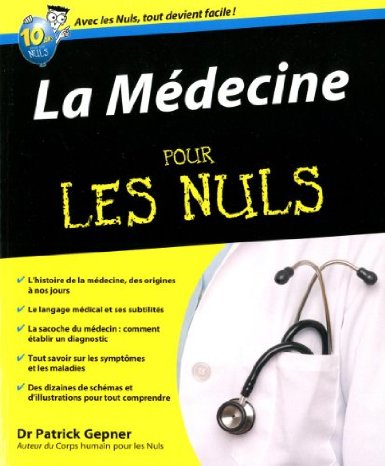 Avec les Nuls, tout devient facile !
10 ans
NULS
La Médecine
POUR
LES NULS
✓ L'histoire de la médecine, des origines
à nos jours
✓ Le langage médical et ses subtilités
✓ La sacoche du médecin : comment
établir un diagnostic
✓ Tout savoir sur les symptômes
et les maladies
✓ Des dizaines de schémas et
d'illustrations pour tout comprendre
Dr Patrick Gepner
Auteur du Corps humain pour les Nuls